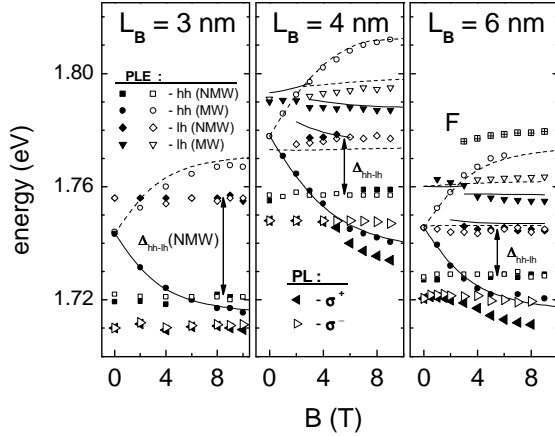 L_B = 3 nm
L_B = 4 nm
L_B = 6 nm
energy (eV)
1.80
1.76
1.72
PLE :
- hh (NMW)
- hh (MW)
- lh (NMW)
- lh (MW)
Δ_hh-lh (NMW)
Δ_hh-lh
PL :
- σ⁺
- σ⁻
F
Δ_hh-lh
0 4 8
0 4 8
0 4 8
B (T)